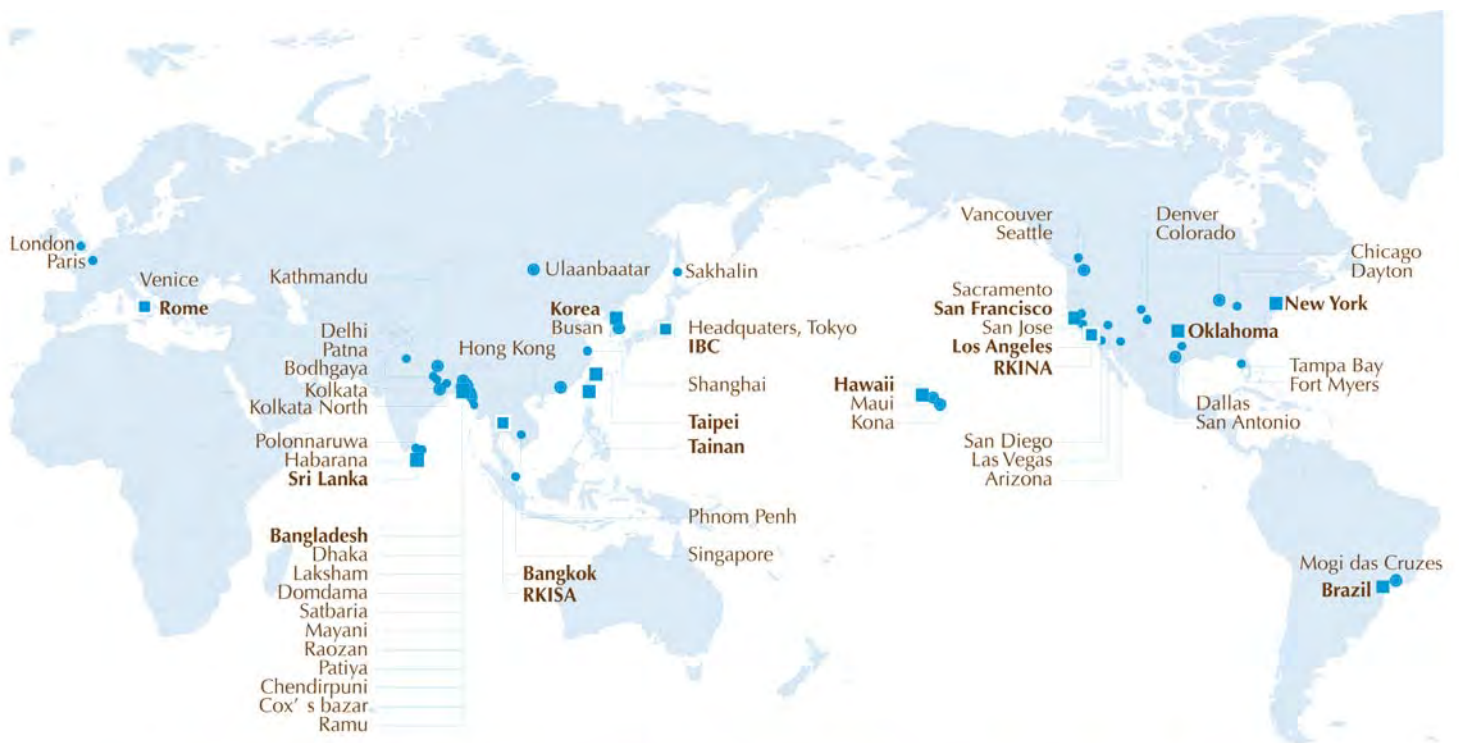 London
Paris
Venice
Rome
Kathmandu
Delhi
Patna
Bodhgaya
Kolkata
Kolkata North
Polonnaruwa
Habarana
Sri Lanka
Bangladesh
Dhaka
Laksham
Domdama
Satbaria
Mayani
Raozan
Patiya
Chendirpuni
Cox’ s bazar
Ramu
Ulaanbaatar
Sakhalin
Korea
Busan
Hong Kong
Headquaters, Tokyo
IBC
Shanghai
Taipei
Tainan
Phnom Penh
Singapore
Bangkok
RKISA
Vancouver
Seattle
Sacramento
San Francisco
San Jose
Los Angeles
RKINA
Hawaii
Maui
Kona
San Diego
Las Vegas
Arizona
Denver
Colorado
Chicago
Dayton
New York
Oklahoma
Tampa Bay
Fort Myers
Dallas
San Antonio
Mogi das Cruzes
Brazil